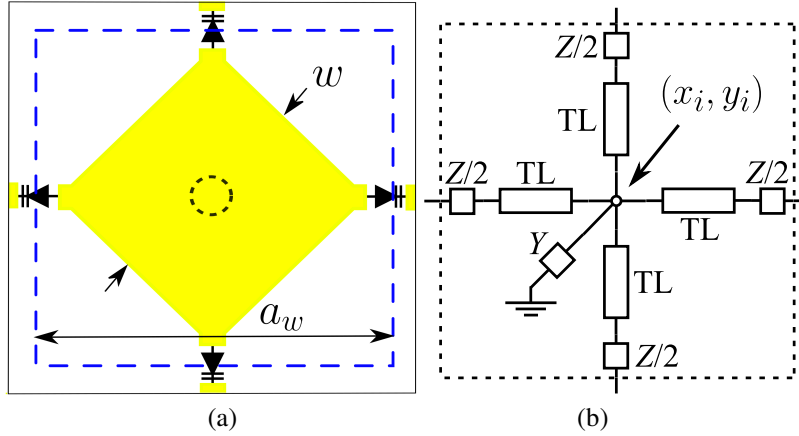 w
a_w
(a)
Z/2
TL
(x_i, y_i)
Z/2
TL
Z/2
TL
Y
TL
Z/2
(b)